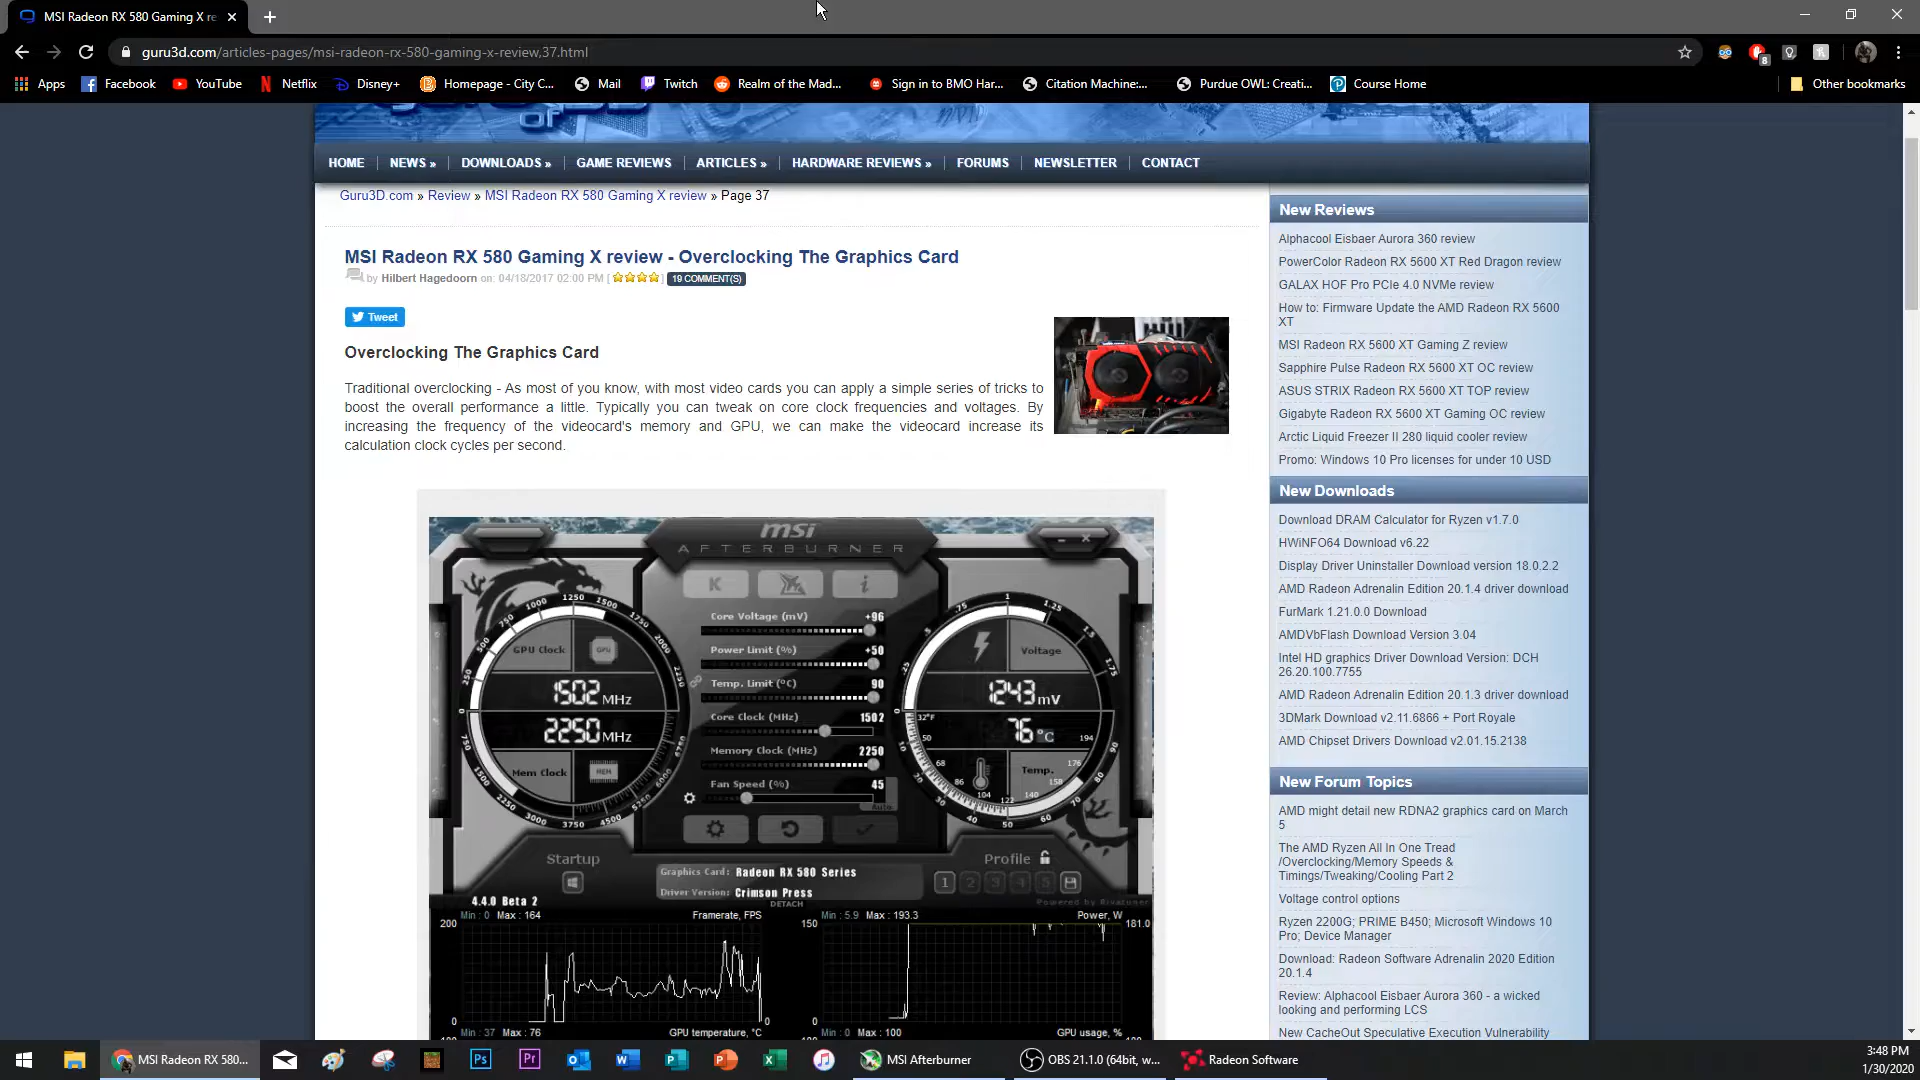 MSI Radeon RX 580 Gaming X re
guru3d.com/articles-pages/msi-radeon-rx-580-gaming-x-review,37.html
8
Apps
Facebook
YouTube
Netflix
Disney+
Homepage - City C...
Mail
Twitch
Realm of the Mad...
Sign in to BMO Har...
Citation Machine:...
Purdue OWL: Creati...
Course Home
Other bookmarks
OF
HOME
NEWS »
DOWNLOADS »
GAME REVIEWS
ARTICLES »
HARDWARE REVIEWS »
FORUMS
NEWSLETTER
CONTACT
Guru3D.com » Review » MSI Radeon RX 580 Gaming X review » Page 37
MSI Radeon RX 580 Gaming X review - Overclocking The Graphics Card
by Hilbert Hagedoorn on: 04/18/2017 02:00 PM [ ] 19 COMMENT(S)
Tweet
Overclocking The Graphics Card
Traditional overclocking - As most of you know, with most video cards you can apply a simple series of tricks to
boost the overall performance a little. Typically you can tweak on core clock frequencies and voltages. By
increasing the frequency of the videocard's memory and GPU, we can make the videocard increase its
calculation clock cycles per second.
msi
AFTERBURNER
K
i
GPU Clock
GPU
1502 MHz
2250 MHz
Mem Clock
MEM
Core Voltage (mV) +96
Power Limit (%) +50
Temp. Limit (°C) 90
Core Clock (MHz) 1502
Memory Clock (MHz) 2250
Fan Speed (%) 45
Auto
Voltage
1243 mV
76 °C
Temp.
Startup
Graphics Card: Radeon RX 580 Series
Driver Version: Crimson Press
DETACH
Profile
1 2 3 4 5
4.4.0 Beta 2
Powered by Rivatuner
Min : 0 Max : 164
Framerate, FPS
200
0
0
Min : 5.9 Max : 193.3
Power, W
150
181.0
0
Min : 37 Max : 76
GPU temperature, °C
Min : 0 Max : 100
GPU usage, %
New Reviews
Alphacool Eisbaer Aurora 360 review
PowerColor Radeon RX 5600 XT Red Dragon review
GALAX HOF Pro PCIe 4.0 NVMe review
How to: Firmware Update the AMD Radeon RX 5600
XT
MSI Radeon RX 5600 XT Gaming Z review
Sapphire Pulse Radeon RX 5600 XT OC review
ASUS STRIX Radeon RX 5600 XT TOP review
Gigabyte Radeon RX 5600 XT Gaming OC review
Arctic Liquid Freezer II 280 liquid cooler review
Promo: Windows 10 Pro licenses for under 10 USD
New Downloads
Download DRAM Calculator for Ryzen v1.7.0
HWiNFO64 Download v6.22
Display Driver Uninstaller Download version 18.0.2.2
AMD Radeon Adrenalin Edition 20.1.4 driver download
FurMark 1.21.0.0 Download
AMDVbFlash Download Version 3.04
Intel HD graphics Driver Download Version: DCH
26.20.100.7755
AMD Radeon Adrenalin Edition 20.1.3 driver download
3DMark Download v2.11.6866 + Port Royale
AMD Chipset Drivers Download v2.01.15.2138
New Forum Topics
AMD might detail new RDNA2 graphics card on March
5
The AMD Ryzen All In One Tread
/Overclocking/Memory Speeds &
Timings/Tweaking/Cooling Part 2
Voltage control options
Ryzen 2200G; PRIME B450; Microsoft Windows 10
Pro; Device Manager
Download: Radeon Software Adrenalin 2020 Edition
20.1.4
Review: Alphacool Eisbaer Aurora 360 - a wicked
looking and performing LCS
New CacheOut Speculative Execution Vulnerability
MSI Radeon RX 580...
MSI Afterburner
OBS 21.1.0 (64bit, w...
Radeon Software
3:48 PM
1/30/2020